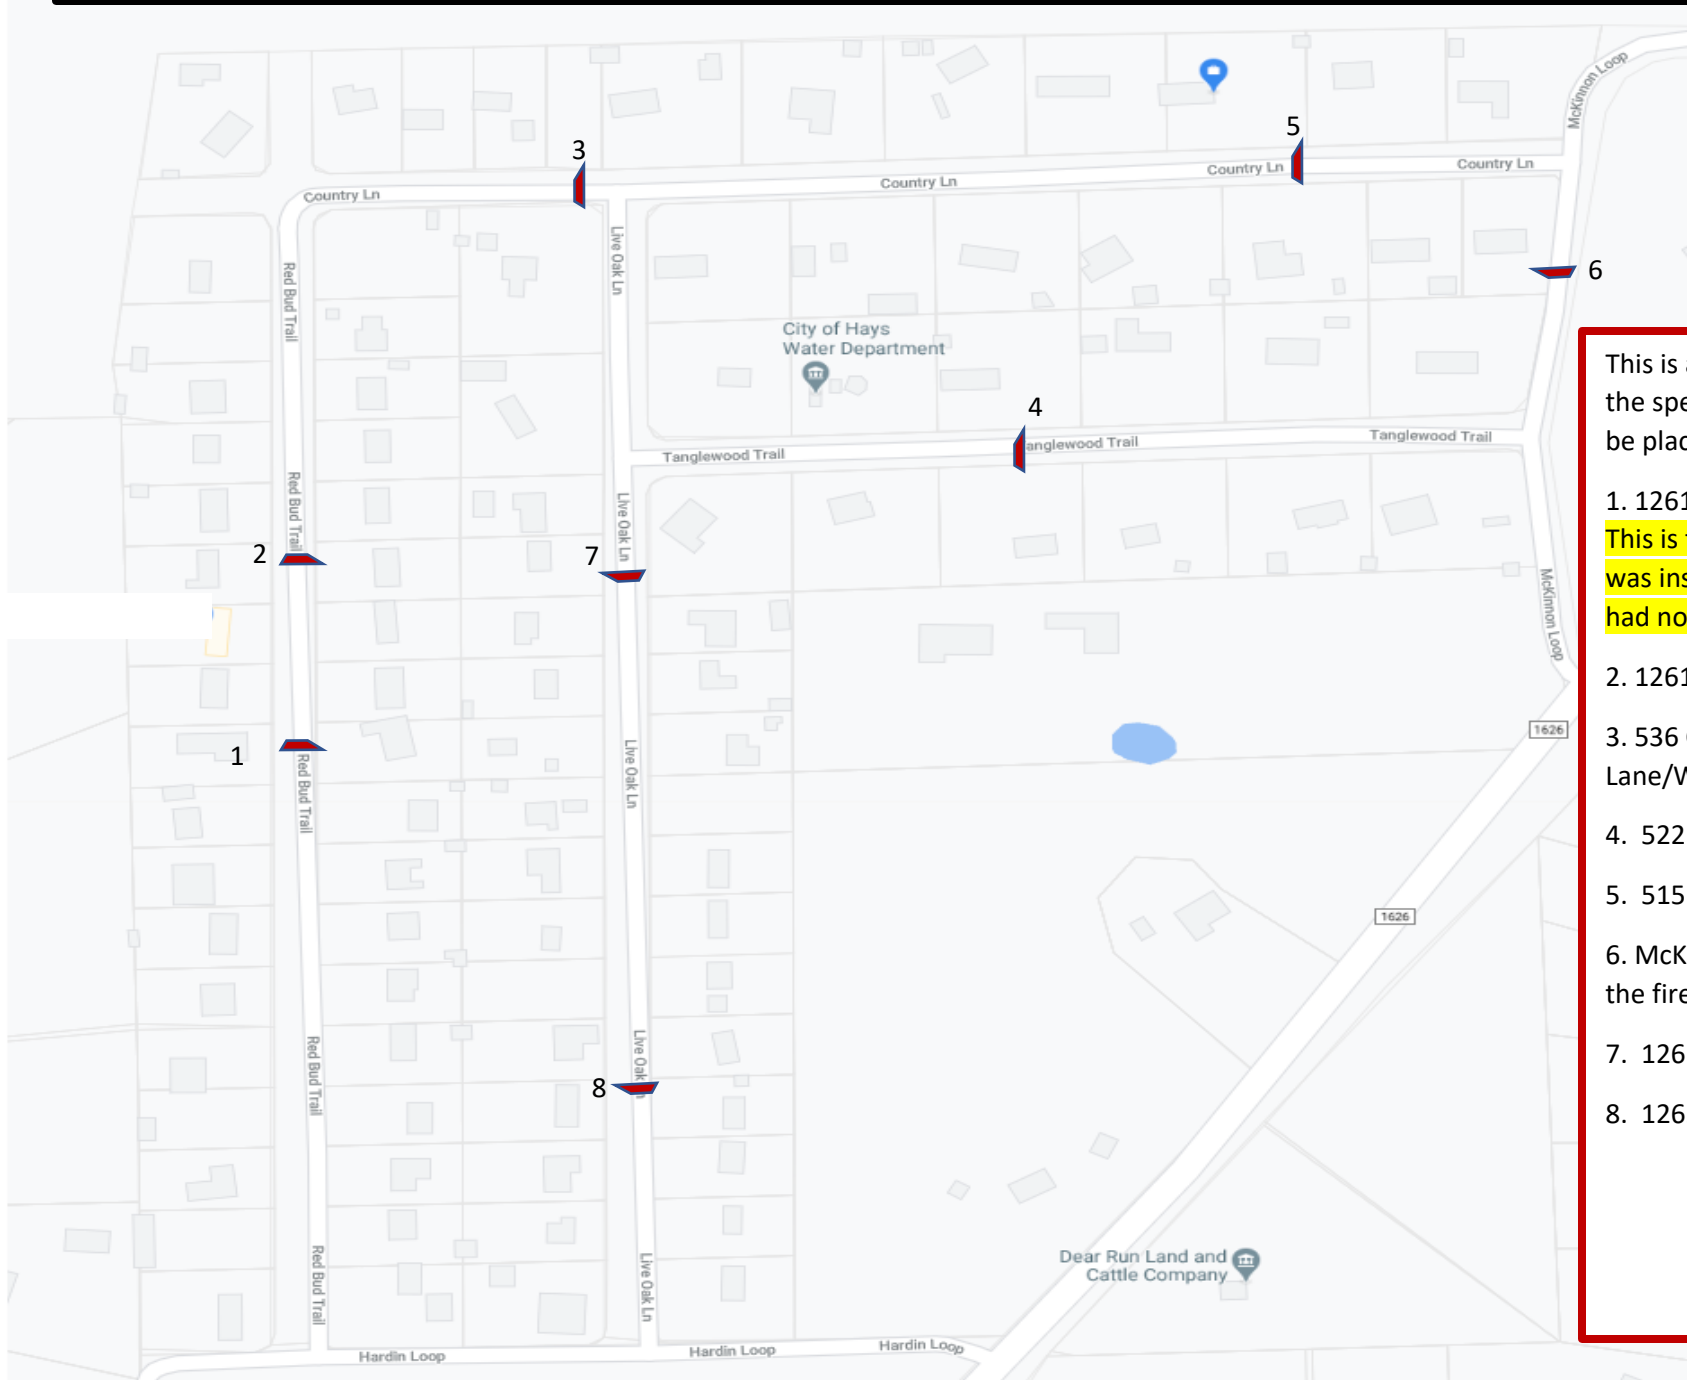 McKinnon Loop
5
3
Country Ln
Country Ln
Country Ln
Country Ln
Live Oak Ln
Red Bud Trail
6
City of Hays
Water Department
4
Tanglewood Trail
anglewood Trail
Tanglewood Trail
Red Bud Trail
Live Oak Ln
2
7
McKinnon Loop
1626
1
Red Bud Trail
Live Oak Ln
1626
Red Bud Trail
Live Oak Ln
8
Dear Run Land and
Cattle Company
Red Bud Trail
Live Oak Ln
Hardin Loop
Hardin Loop
Hardin Loop
This is
the spe
be plac
1. 1261
This is
was ins
had no
2. 1261
3. 536
Lane/W
4. 522
5. 515
6. McK
the fire
7. 126
8. 126